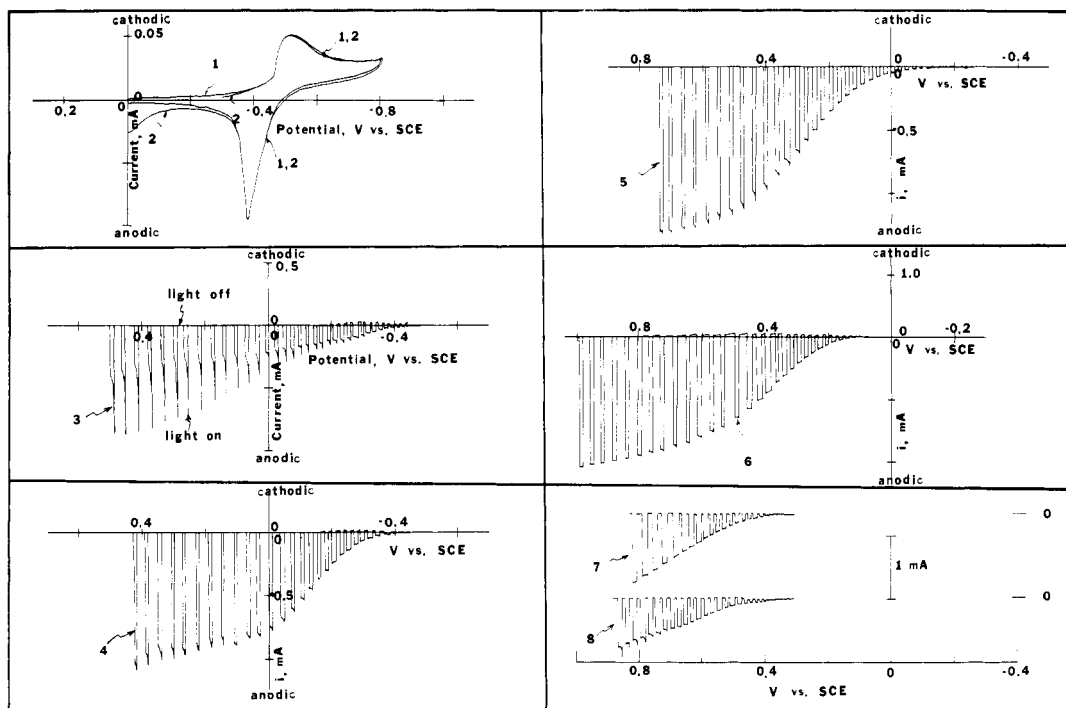 cathodic
0.05
1,2
1
0
0.2
0
2
-0.4
-0.8
Potential, V vs. SCE
2
Current, mA
1,2
anodic
cathodic
0.5
light off
0
0.4
0
-0.4
Potential, V vs. SCE
3
light on
Current, mA
anodic
cathodic
0.4
0
-0.4
0
V vs. SCE
0.5
4
i, mA
anodic
cathodic
0.8
0.4
0
-0.4
0
V vs. SCE
-0.5
5
i, mA
anodic
cathodic
1.0
0.8
0.4
0
-0.2
0
V vs. SCE
6
i, mA
anodic
0
7
1 mA
0
8
0.8
0.4
0
-0.4
V vs. SCE